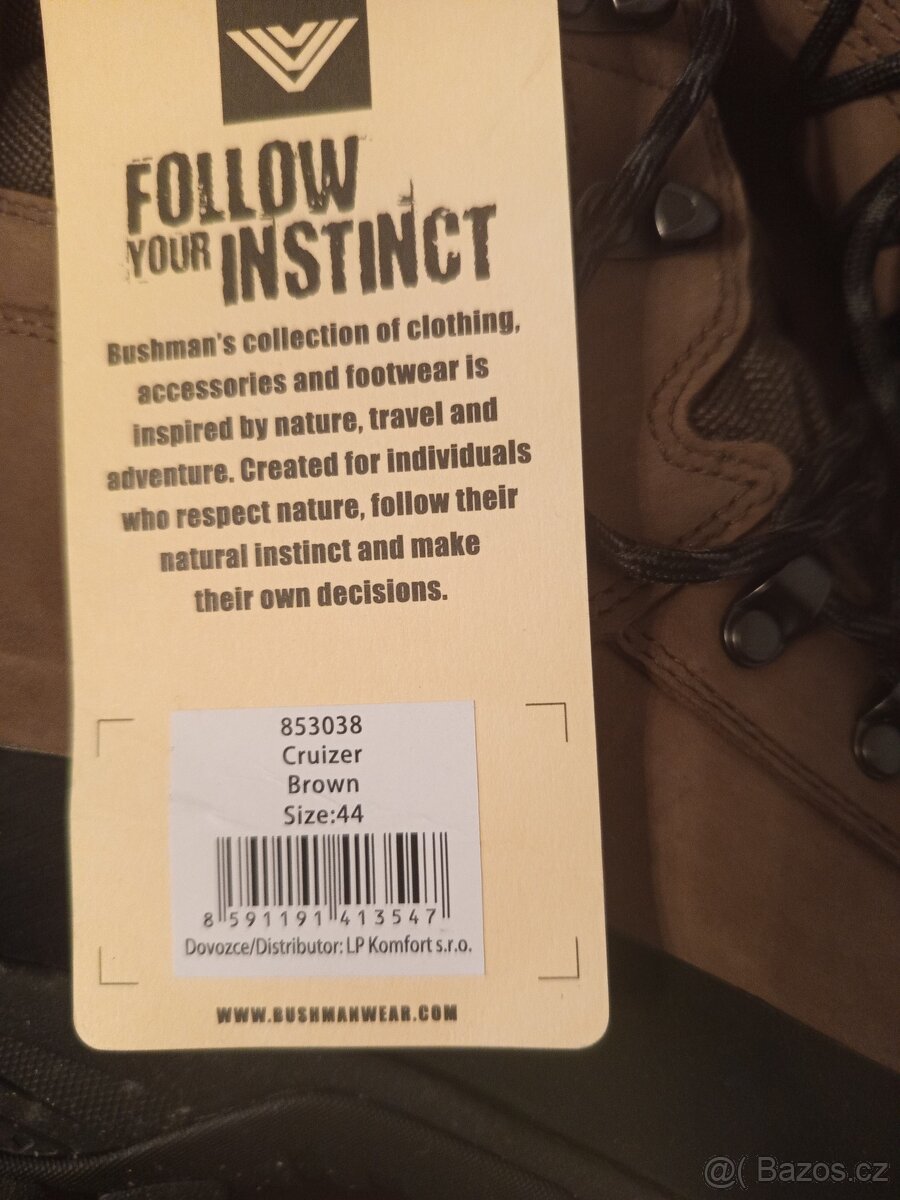 FOLLOW
YOUR INSTINCT
Bushman's collection of clothing,
accessories and footwear is
inspired by nature, travel and
adventure. Created for individuals
who respect nature, follow their
natural instinct and make
their own decisions.
853038
Cruizer
Brown
Size:44
8 591191 413547
Dovozce/Distributor: LP Komfort s.r.o.
WWW.BUSHMANWEAR.COM
@( Bazos.cz